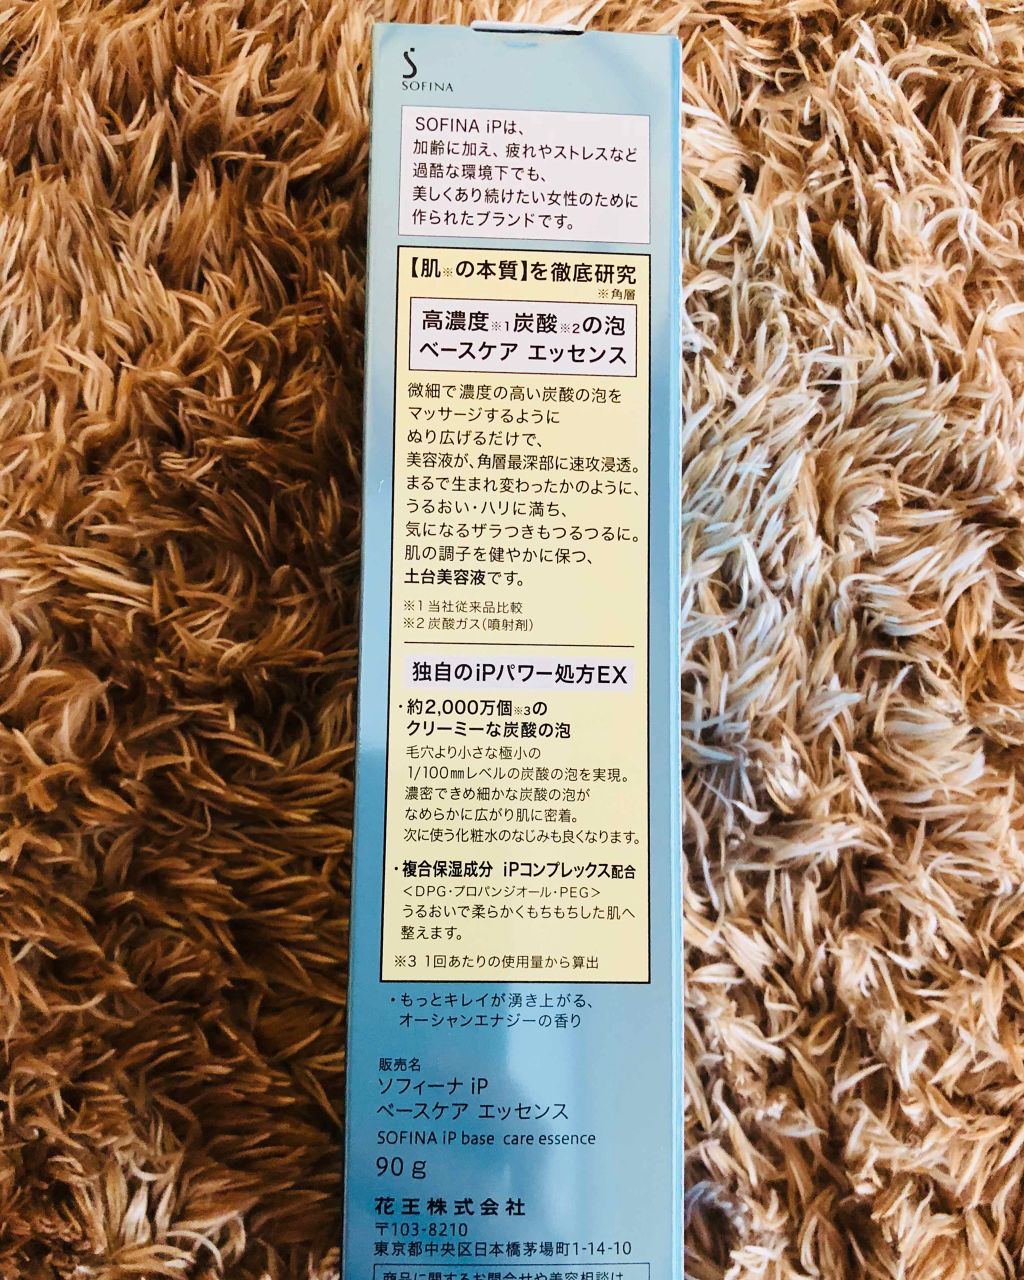 SOFINA
SOFINA iPは、
加齢に加え、疲れやストレスなど
過酷な環境下でも、
美しくあり続けたい女性のために
作られたブランドです。
【肌※の本質】を徹底研究
※角層
高濃度※1炭酸※2の泡
ベースケア エッセンス
微細で濃度の高い炭酸の泡を
マッサージするように
ぬり広げるだけで、
美容液が、角層最深部に速攻浸透。
まるで生まれ変わったかのように、
うるおい・ハリに満ち、
気になるザラつきもつるつるに。
肌の調子を健やかに保つ、
土台美容液です。
※1 当社従来品比較
※2 炭酸ガス(噴射剤)
独自のiPパワー処方EX
・約2,000万個※3の
クリーミーな炭酸の泡
毛穴より小さな極小の
1/100㎜レベルの炭酸の泡を実現。
濃密できめ細かな炭酸の泡が
なめらかに広がり肌に密着。
次に使う化粧水のなじみも良くなります。
・複合保湿成分 iPコンプレックス配合
<DPG・プロパンジオール・PEG>
うるおいで柔らかくもちもちした肌へ
整えます。
※3 1回あたりの使用量から算出
・もっとキレイが湧き上がる、
オーシャンエナジーの香り
販売名
ソフィーナ iP
ベースケア エッセンス
SOFINA iP base care essence
90 g
花王株式会社
〒103-8210
東京都中央区日本橋茅場町1-14-10
商品に関するお問合せや美容相談は